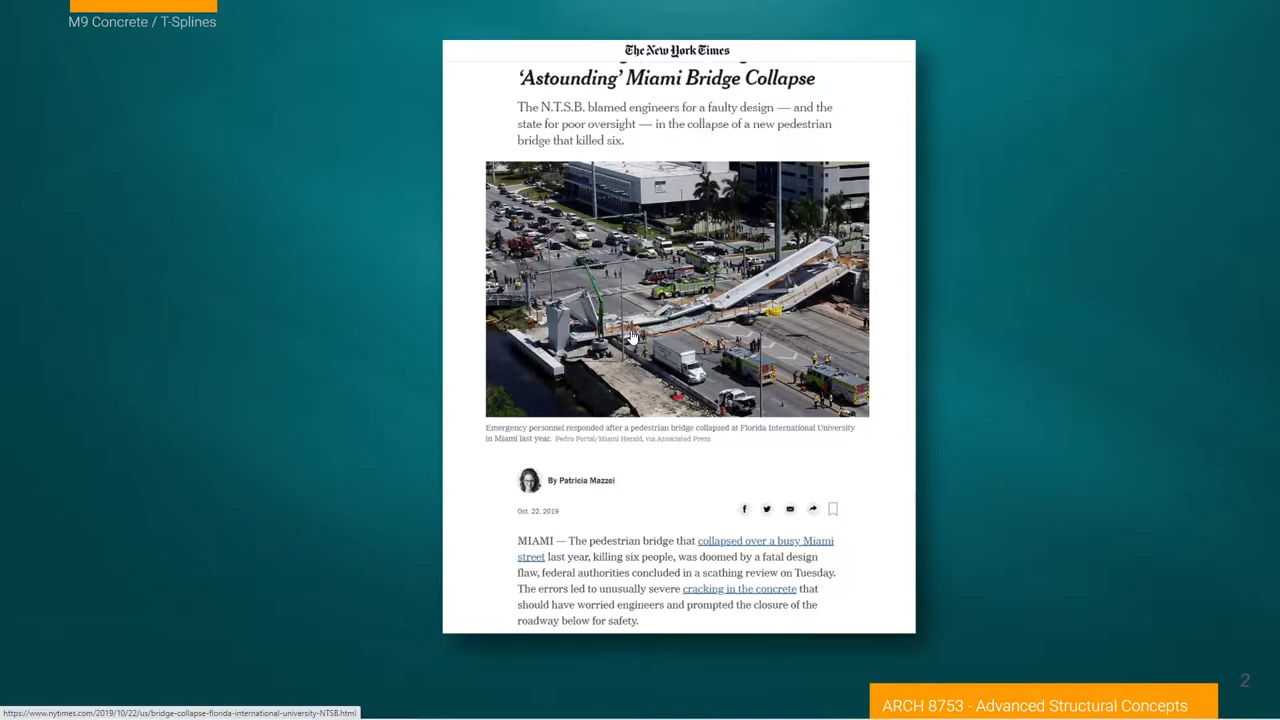 M9 Concrete / T-Splines
The New York Times
‘Astounding’ Miami Bridge Collapse
The N.T.S.B. blamed engineers for a faulty design — and the
state for poor oversight — in the collapse of a new pedestrian
bridge that killed six.
Emergency personnel responded after a pedestrian bridge collapsed at Florida International University
in Miami last year. Pedro Portal/Miami Herald, via Associated Press
By Patricia Mazzei
Oct. 22, 2019
MIAMI — The pedestrian bridge that collapsed over a busy Miami
street last year, killing six people, was doomed by a fatal design
flaw, federal authorities concluded in a scathing review on Tuesday.
The errors led to unusually severe cracking in the concrete that
should have worried engineers and prompted the closure of the
roadway below for safety.
2
ARCH 8753 - Advanced Structural Concepts
https://www.nytimes.com/2019/10/22/us/bridge-collapse-florida-international-university-NTSB.html